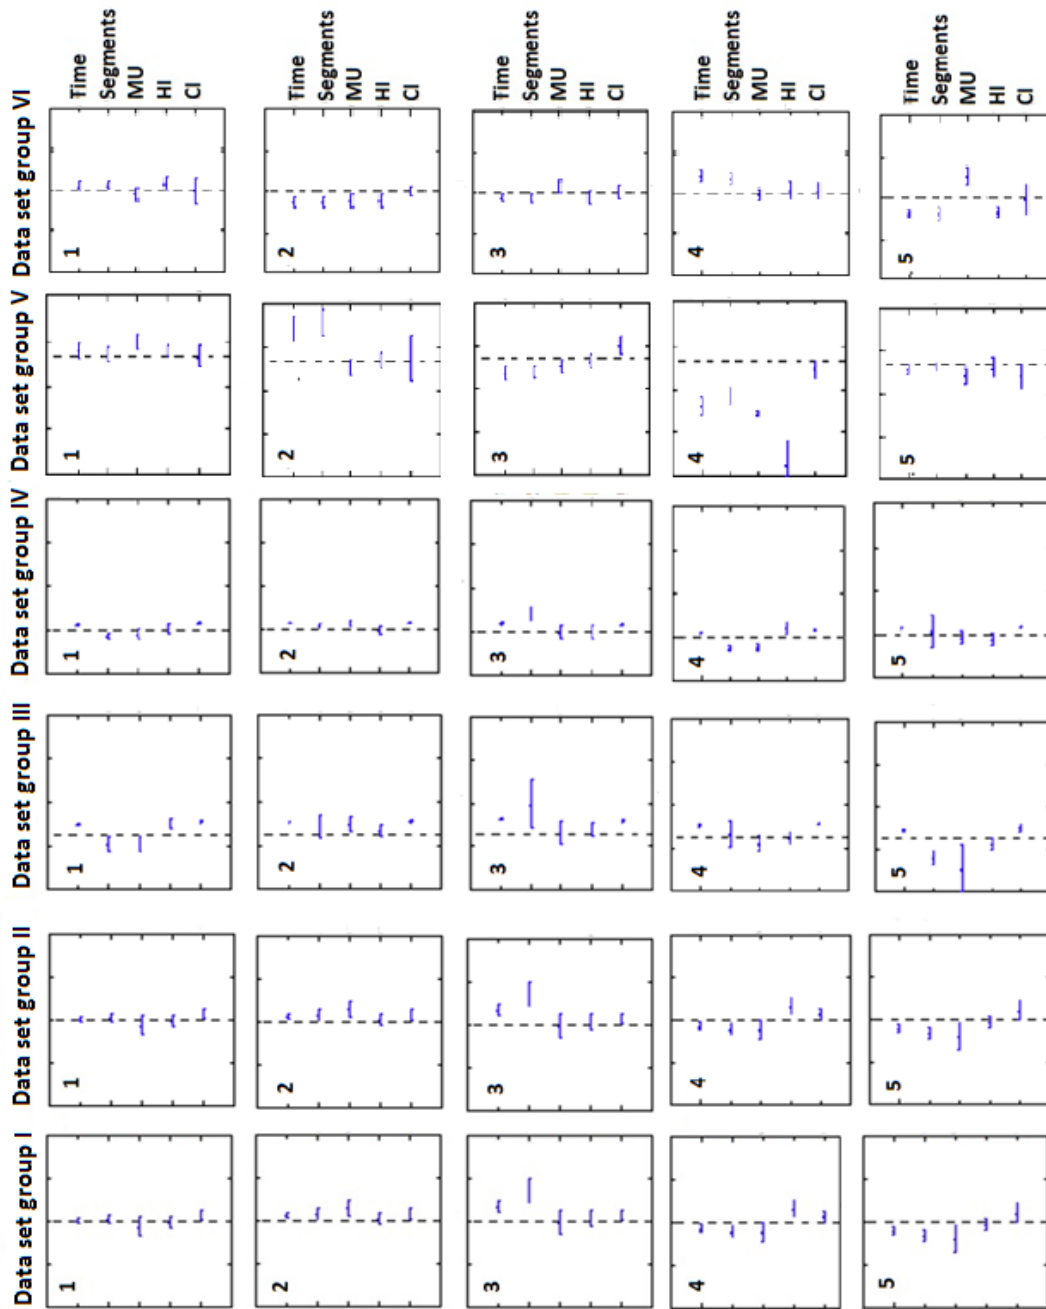 Data set group I Data set group II Data set group III Data set group IV Data set group V Data set group VI
1 1 1 1 1 1
Time
Segments
MU
HI
CI
2 2 2 2 2 2
Time
Segments
MU
HI
CI
3 3 3 3 3 3
Time
Segments
MU
HI
CI
4 4 4 4 4 4
Time
Segments
MU
HI
CI
5 5 5 5 5 5
Time
Segments
MU
HI
CI